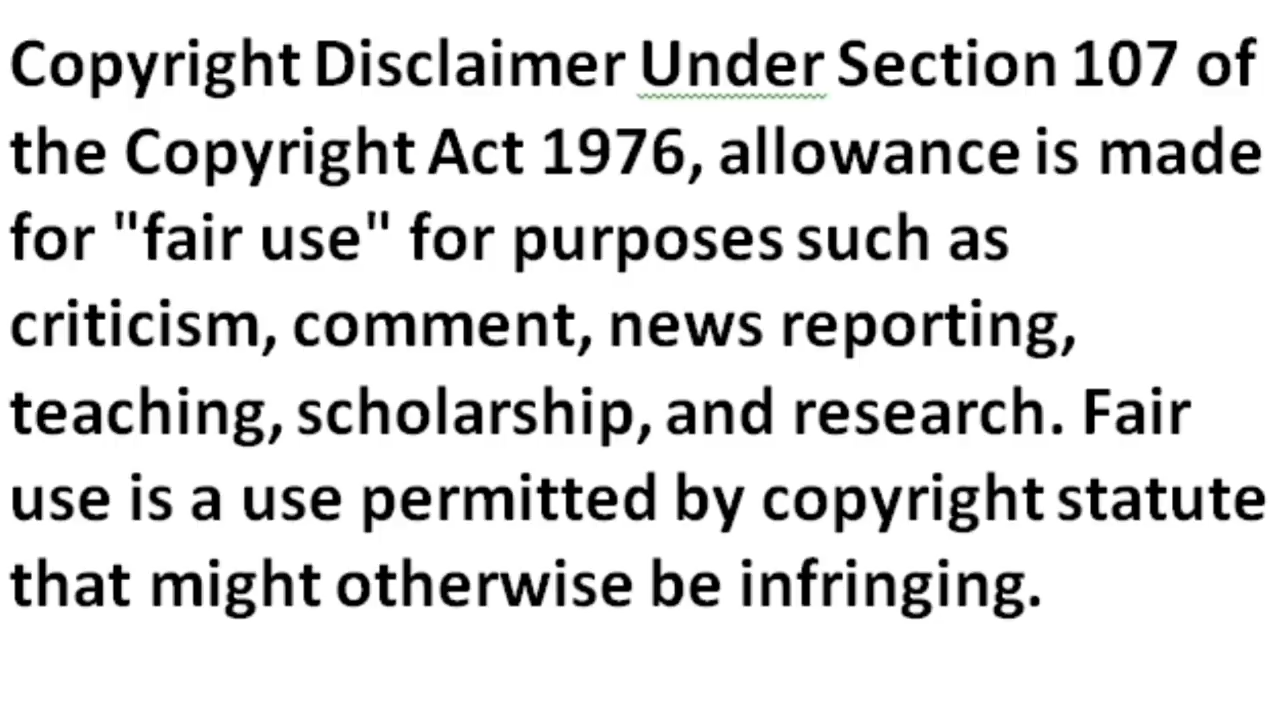 Copyright Disclaimer Under Section 107 of
the Copyright Act 1976, allowance is made
for "fair use" for purposes such as
criticism, comment, news reporting,
teaching, scholarship, and research. Fair
use is a use permitted by copyright statute
that might otherwise be infringing.